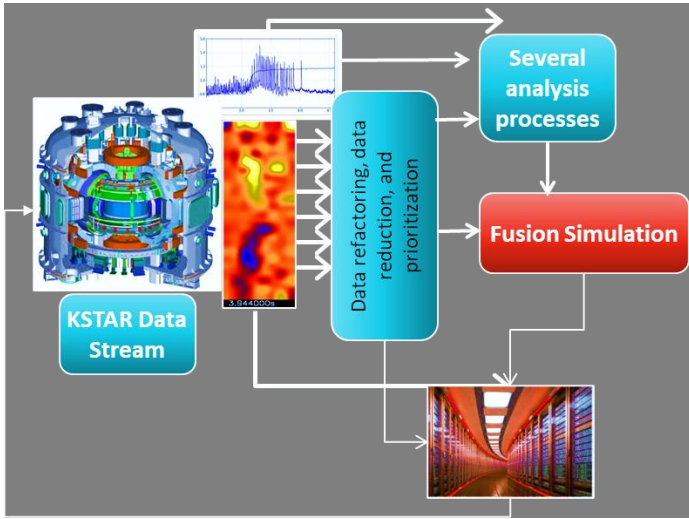 Several
analysis
processes
Data refactoring, data
reduction, and
prioritization
Fusion Simulation
KSTAR Data
Stream
3.944000s